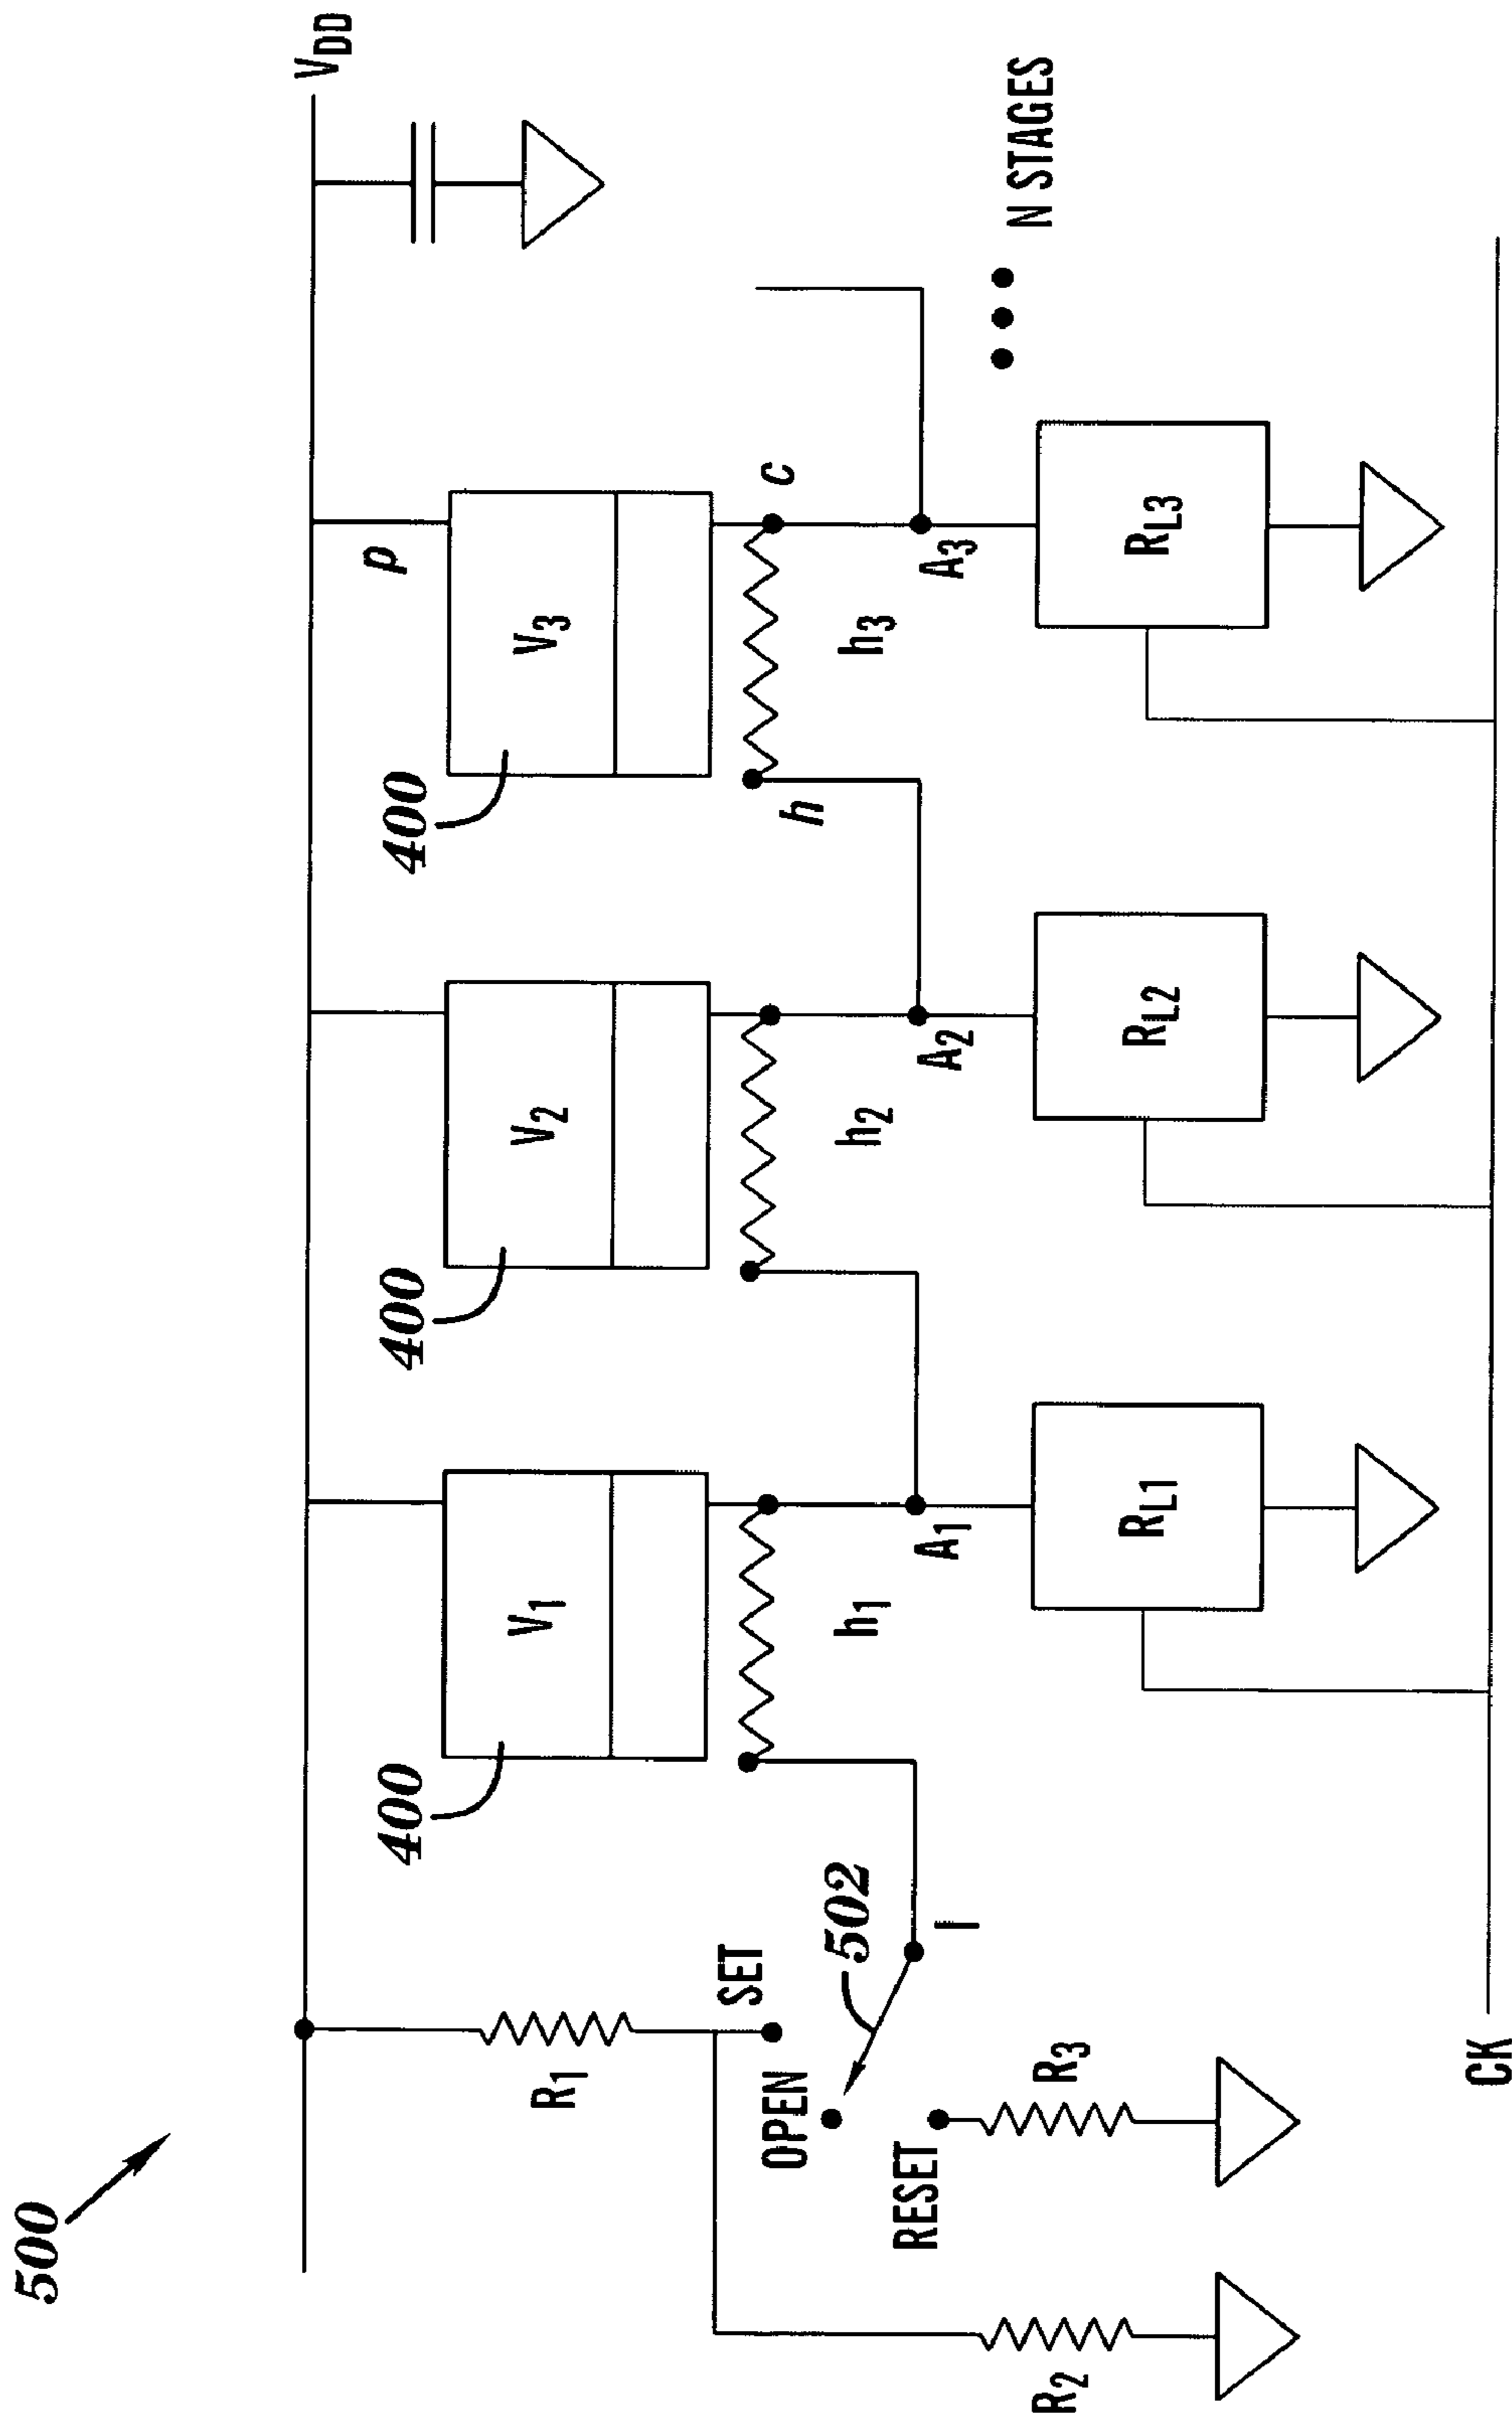 500
V_DD
R_1
SET
OPEN
502
I
RESET
R_2
R_3
CK
400
V_1
h_1
A_1
R_L1
400
V_2
h_2
A_2
R_L2
400
p
V_3
h
h_3
c
A_3
R_L3
N STAGES